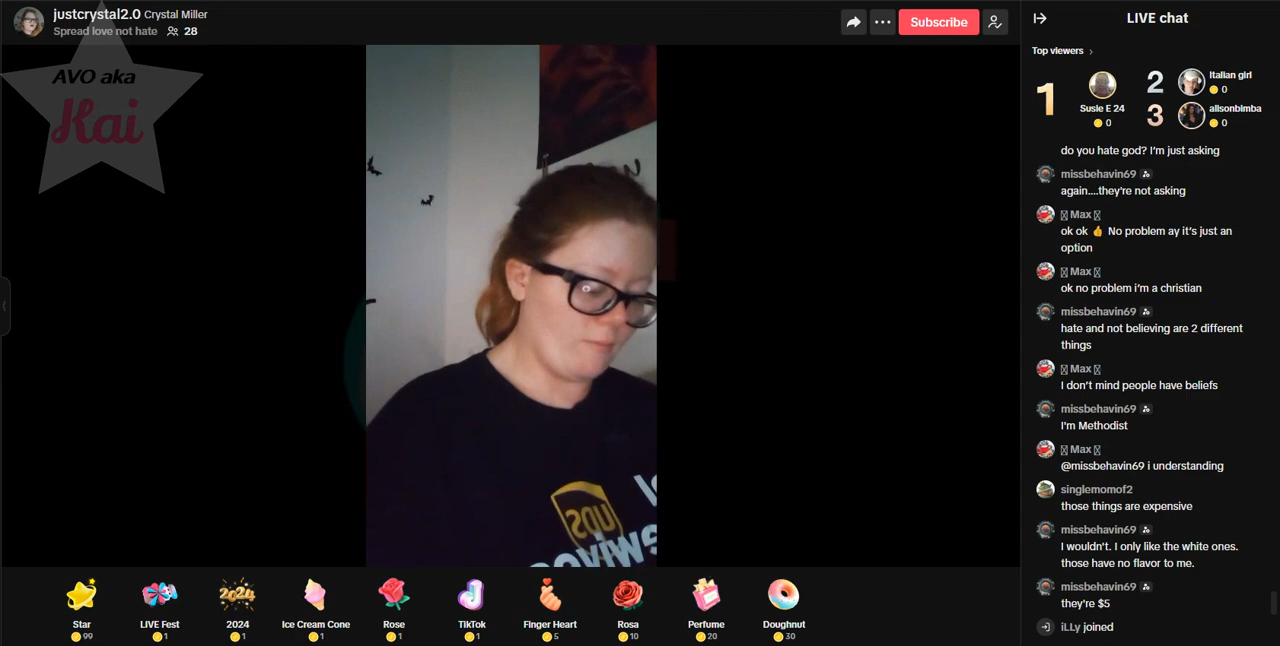 justcrystal2.0 Crystal Miller
Spread love not hate 28
Subscribe
AVO aka
Kai
LIVE chat
Top viewers
1
Susie E 24
0
2
Italian girl
0
3
alisonbimba
0
do you hate god? I'm just asking
missbehavin69
again....they're not asking
Max
ok ok 👍 No problem ay it's just an
option
Max
ok no problem i'm a christian
missbehavin69
hate and not believing are 2 different
things
Max
I don't mind people have beliefs
missbehavin69
I'm Methodist
Max
@missbehavin69 i understanding
singlemomof2
those things are expensive
missbehavin69
I wouldn't. I only like the white ones.
those have no flavor to me.
missbehavin69
they're $5
iLLy joined
ups
Star
99
LIVE Fest
1
2024
2024
1
Ice Cream Cone
1
Rose
1
TikTok
1
Finger Heart
5
Rosa
10
Perfume
20
Doughnut
30